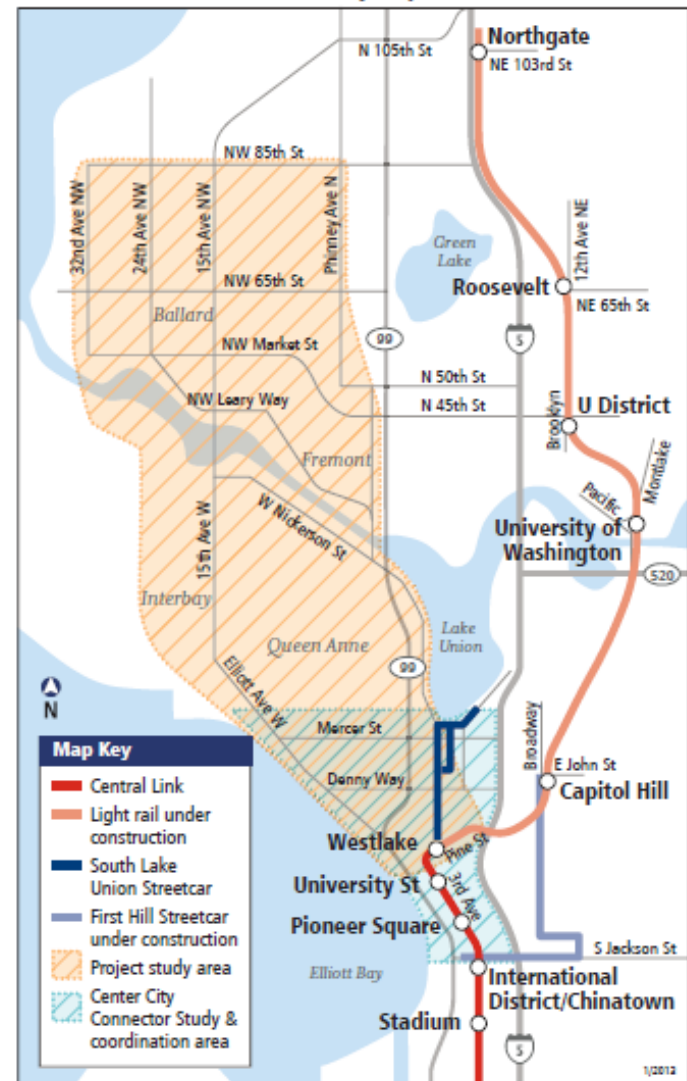 Northgate
N 105th St
NE 103rd St
NW 85th St
32nd Ave NW
24th Ave NW
15th Ave NW
Phinney Ave N
Green
Lake
12th Ave NE
Roosevelt
NW 65th St
NE 65th St
Ballard
99
5
NW Market St
N 50th St
NW Leary Way
N 45th St
U District
Brooklyn
Fremont
Montlake
Pacific
University of
Washington
W Nickerson St
15th Ave W
520
Interbay
Queen Anne
Lake
Union
99
Elliott Ave W
N
Mercer St
Broadway
E John St
Denny Way
Capitol Hill
Westlake
Pine St
University St
3rd Ave
Pioneer Square
S Jackson St
Elliott Bay
International
District/Chinatown
Stadium
5
Map Key
Central Link
Light rail under
construction
South Lake
Union Streetcar
First Hill Streetcar
under construction
Project study area
Center City
Connector Study &
coordination area
1/2013